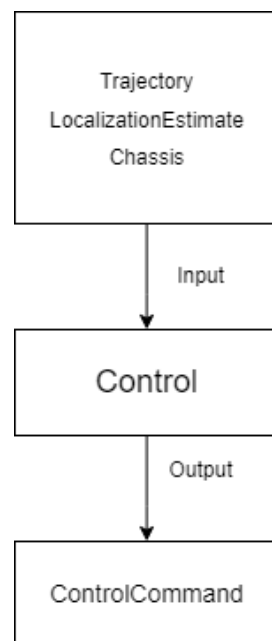 Trajectory
LocalizationEstimate
Chassis
Input
Control
Output
ControlCommand